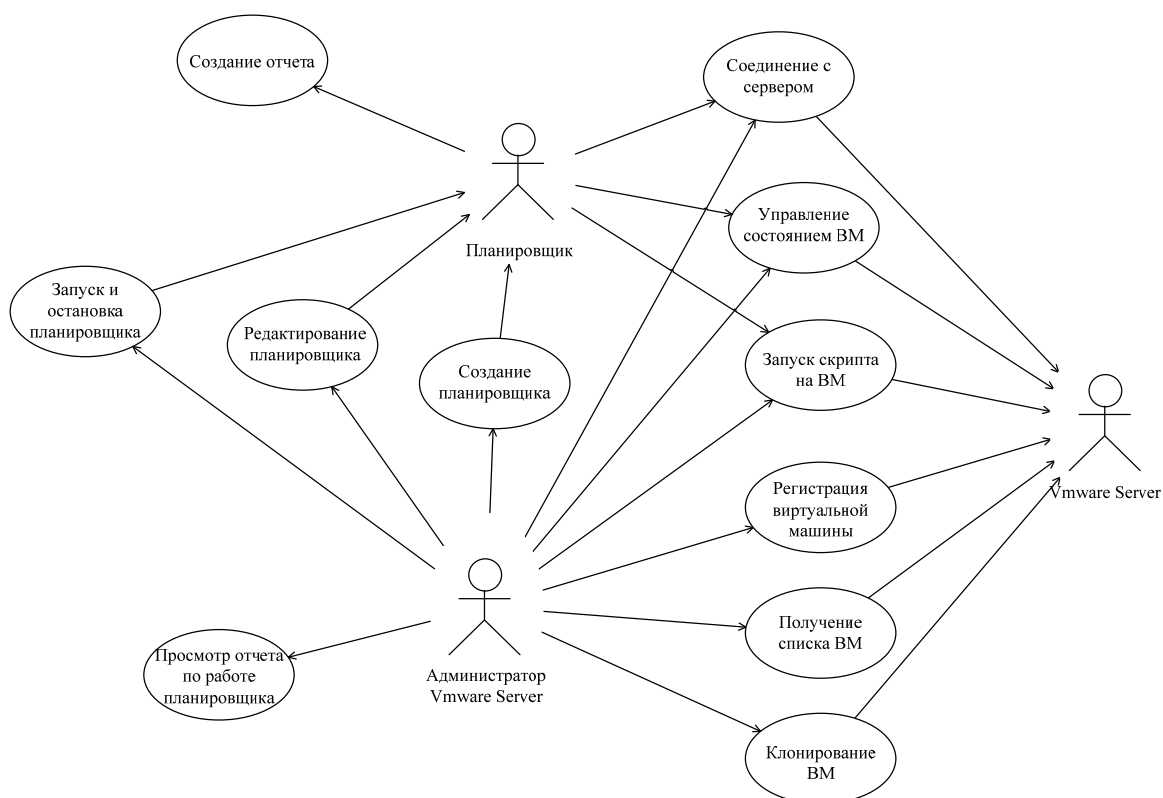 Создание отчета
Соединение с
сервером
Планировщик
Управление
состоянием ВМ
Запуск и
остановка
планировщика
Редактирование
планировщика
Создание
планировщика
Запуск скрипта
на ВМ
Vmware Server
Регистрация
виртуальной
машины
Получение
списка ВМ
Просмотр отчета
по работе
планировщика
Администратор
Vmware Server
Клонирование
ВМ